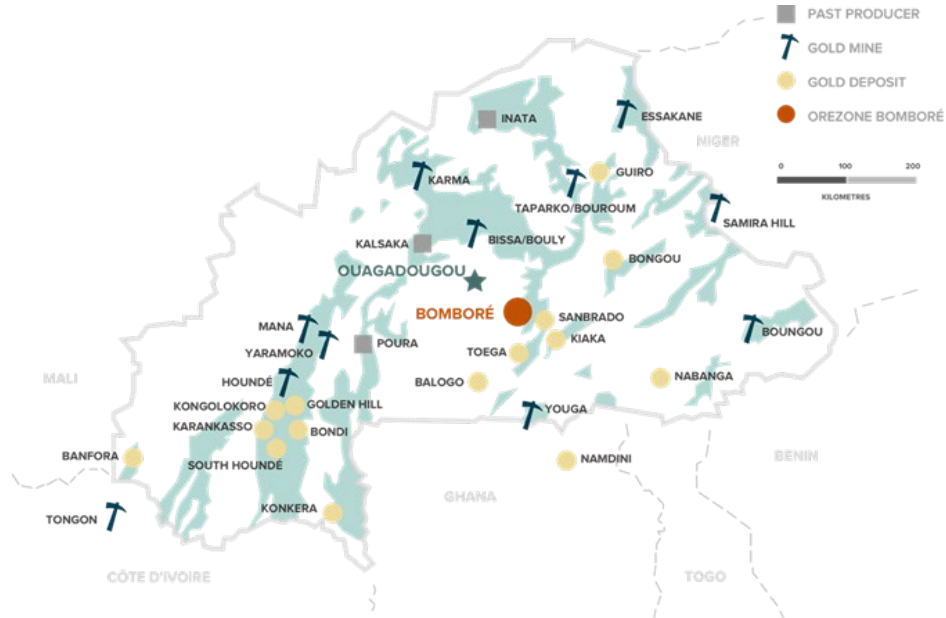 PAST PRODUCER
GOLD MINE
GOLD DEPOSIT
OREZONE BOMBORÉ
0 100 200
KILOMETRES
INATA
ESSAKANE
NIGER
KARMA
GUIRO
TAPARKO/BOUROUM
SAMIRA HILL
KALSAKA
BISSA/BOULY
BONGOU
OUAGADOUGOU
BOMBORÉ
SANBRADO
MANA
BOUNGOU
YARAMOKO
POURA
KIAKA
TOEGA
MALI
HOUNDÉ
BALOGO
NABANGA
KONGOLOKORO
GOLDEN HILL
YOUGA
KARANKASSO
BONDI
BANFORA
SOUTH HOUNDÉ
NAMDINI
BENIN
GHANA
KONKERA
TONGON
CÔTE D'IVOIRE
TOGO